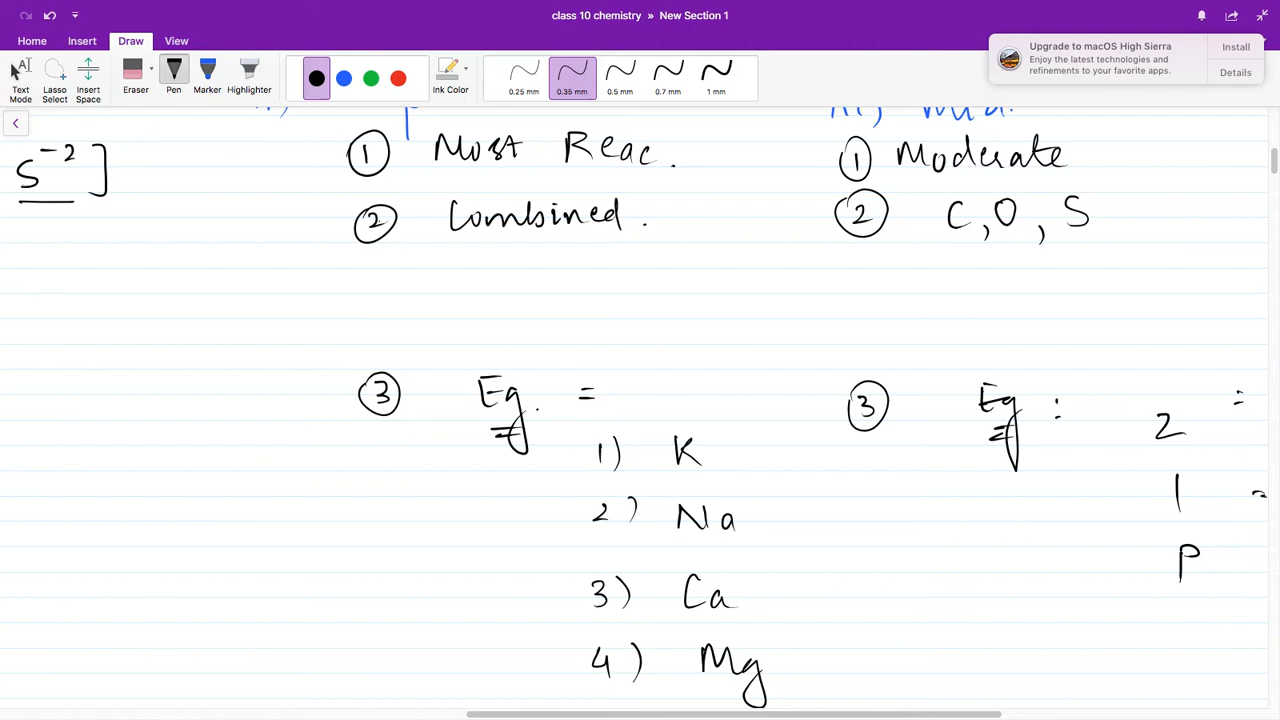 class 10 chemistry » New Section 1
Home Insert Draw View
Upgrade to macOS High Sierra
Enjoy the latest technologies and
refinements to your favorite apps.
Install
Details
Text Mode
Lasso Select
Insert Space
Eraser
Pen
Marker
Highlighter
Ink Color
0.25 mm 0.35 mm 0.5 mm 0.7 mm 1 mm
S⁻²]
① Most Reac.
② Combined.
③ Eg. =
1) K
2) Na
3) Ca
4) Mg
① Moderate
② C, O, S
③ Eg : 2 =
1 =
P